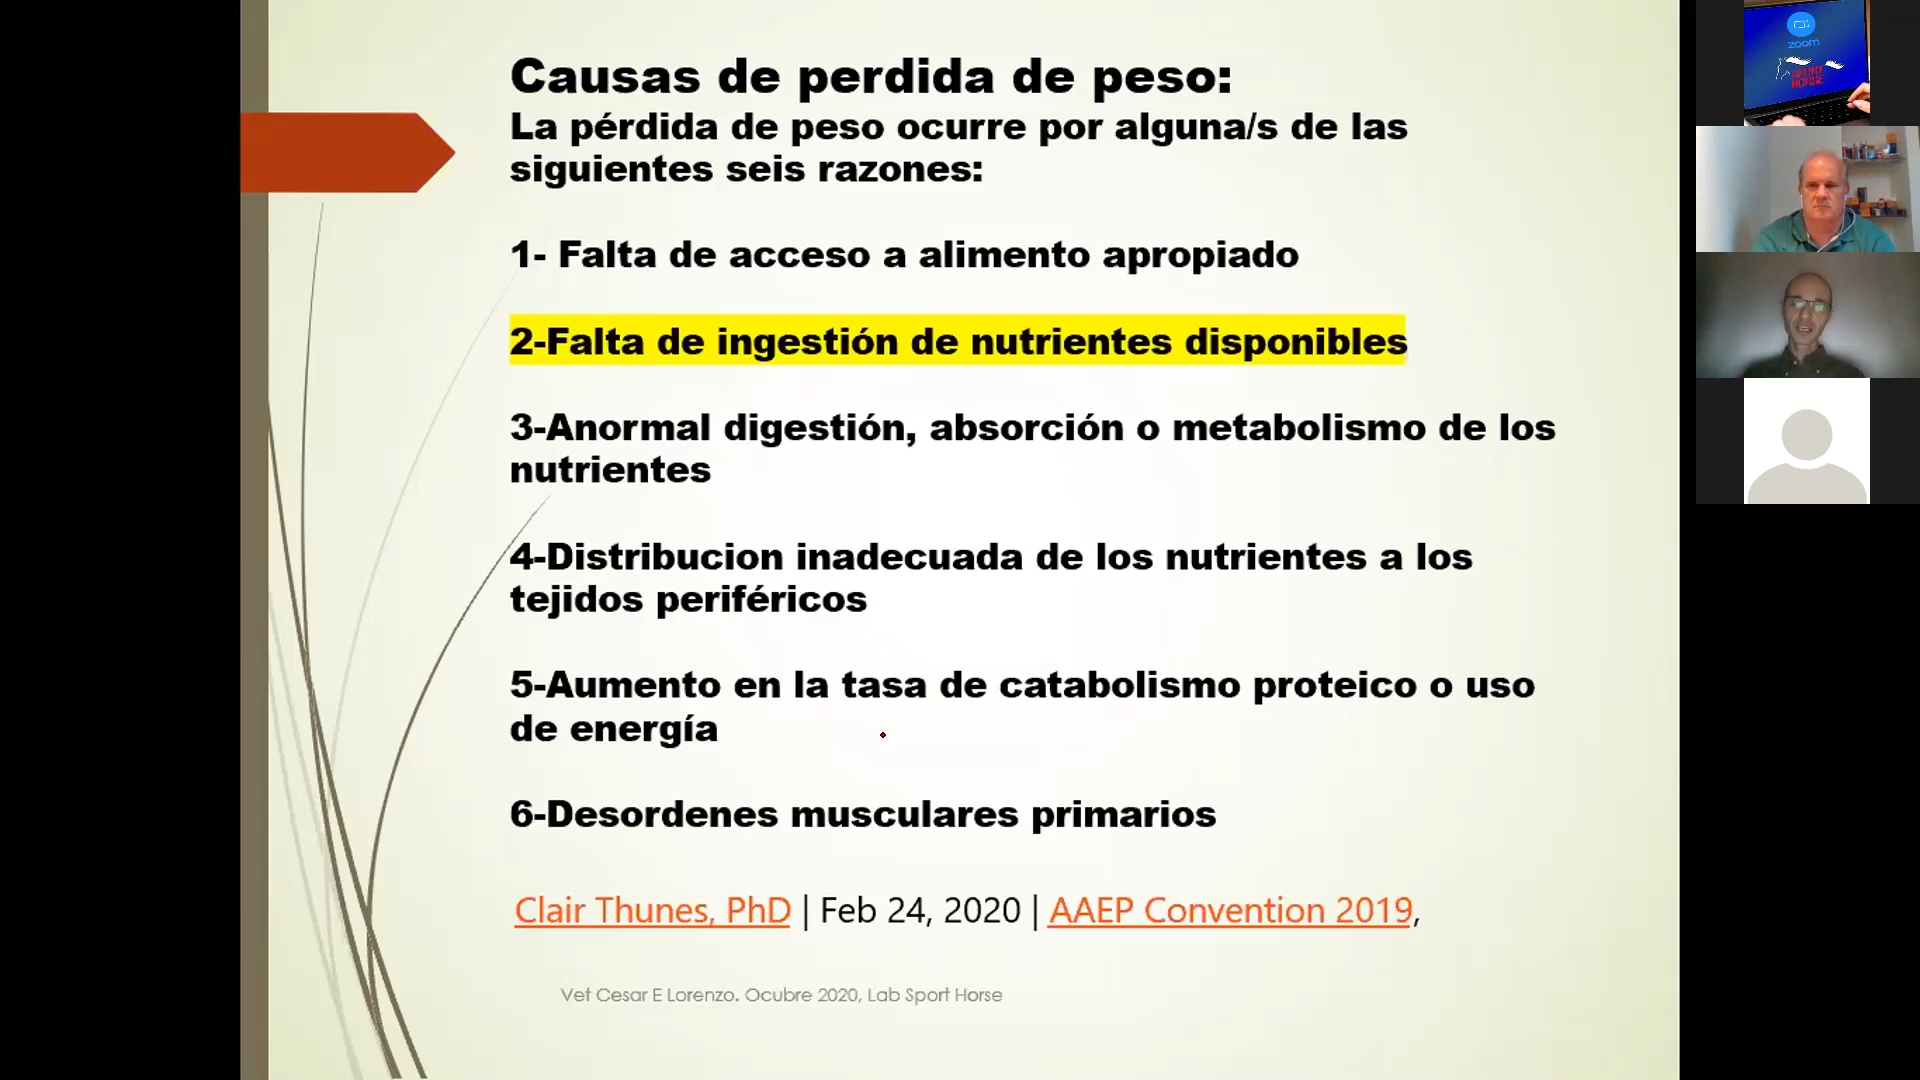 Causas de perdida de peso:
La pérdida de peso ocurre por alguna/s de las
siguientes seis razones:
1- Falta de acceso a alimento apropiado
2-Falta de ingestión de nutrientes disponibles
3-Anormal digestión, absorción o metabolismo de los
nutrientes
4-Distribucion inadecuada de los nutrientes a los
tejidos periféricos
5-Aumento en la tasa de catabolismo proteico o uso
de energía
6-Desordenes musculares primarios
Clair Thunes, PhD | Feb 24, 2020 | AAEP Convention 2019,
Vet Cesar E Lorenzo. Ocubre 2020, Lab Sport Horse
zoom